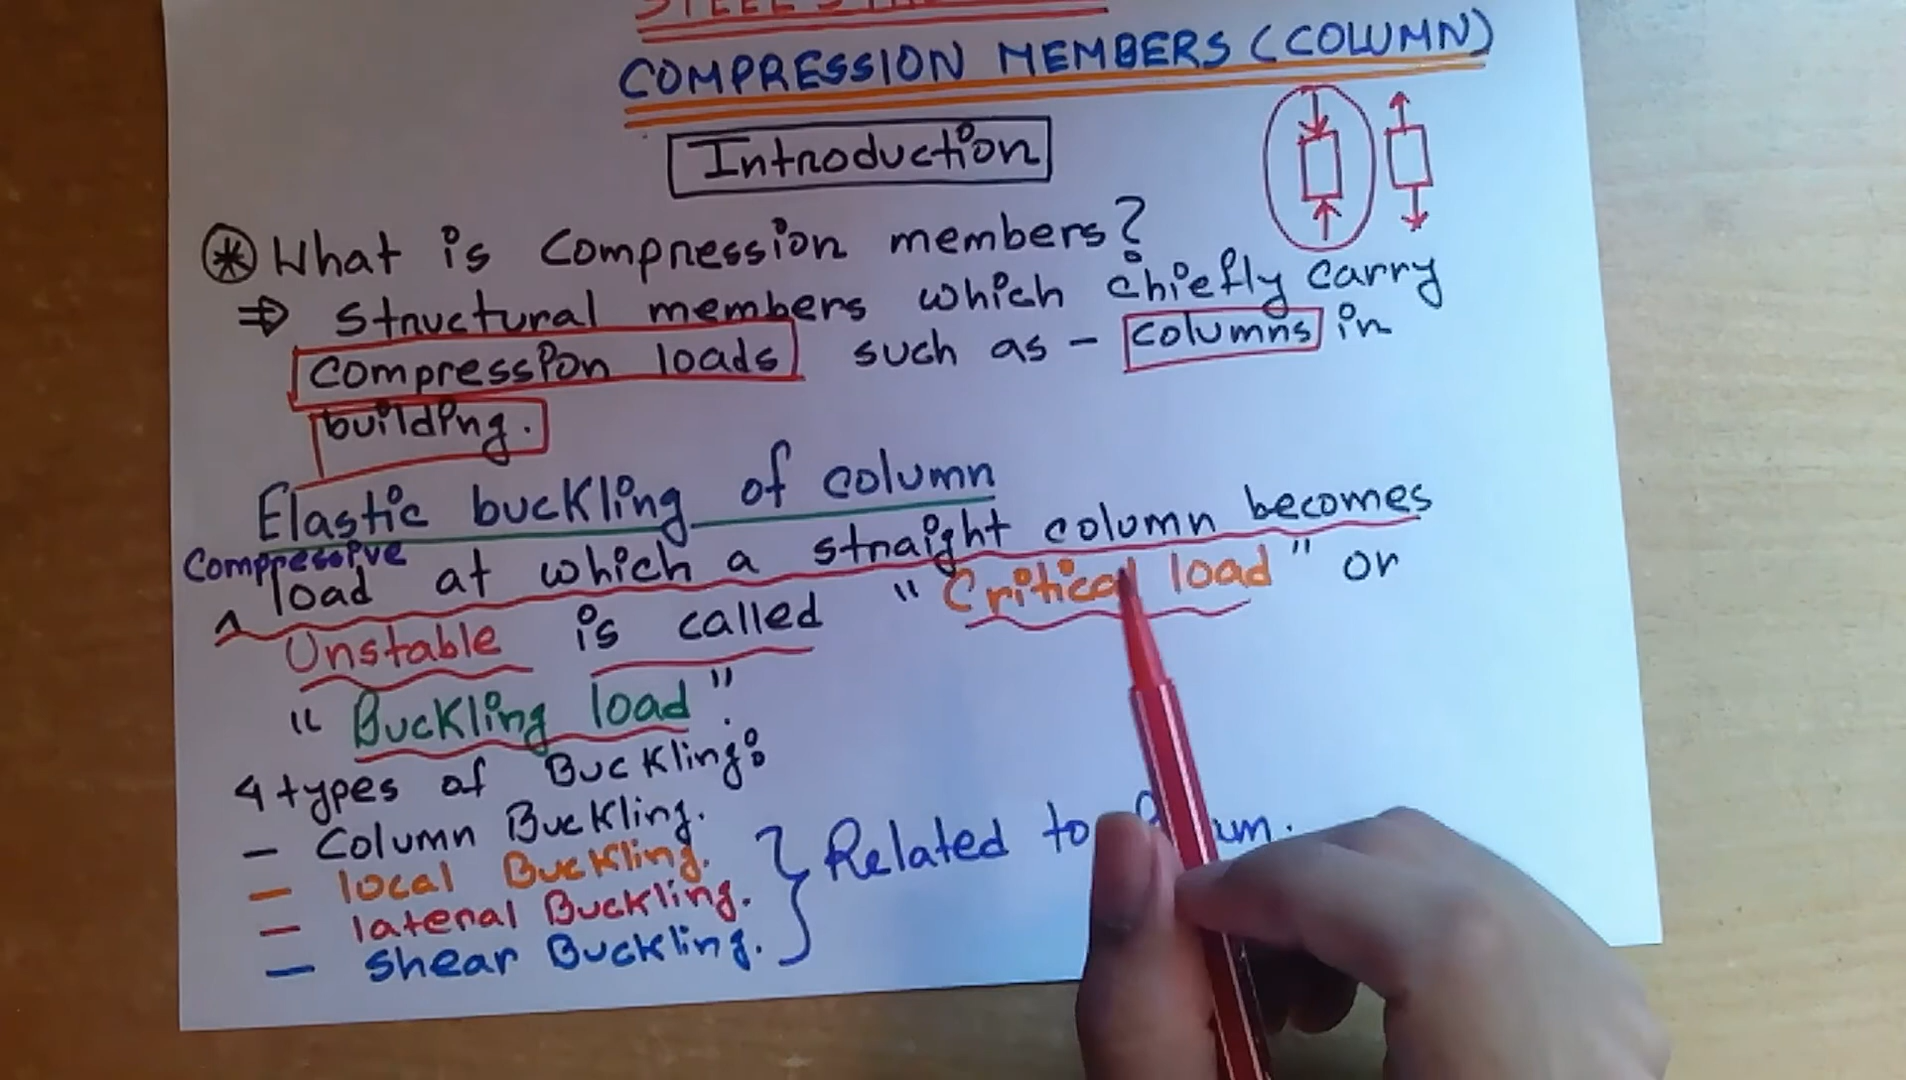 COMPRESSION MEMBERS (COLUMN)
Introduction
What is Compression members?
⇒ Structural members which chiefly carry
compression loads such as - columns in
building.
Elastic buckling of column
Compressive
^ load at which a straight column becomes
Unstable is called "Critical load" or
"Buckling load".
4 types of Buckling:
- Column Buckling.
- local Buckling.
- lateral Buckling.
- shear Buckling.
} Related to